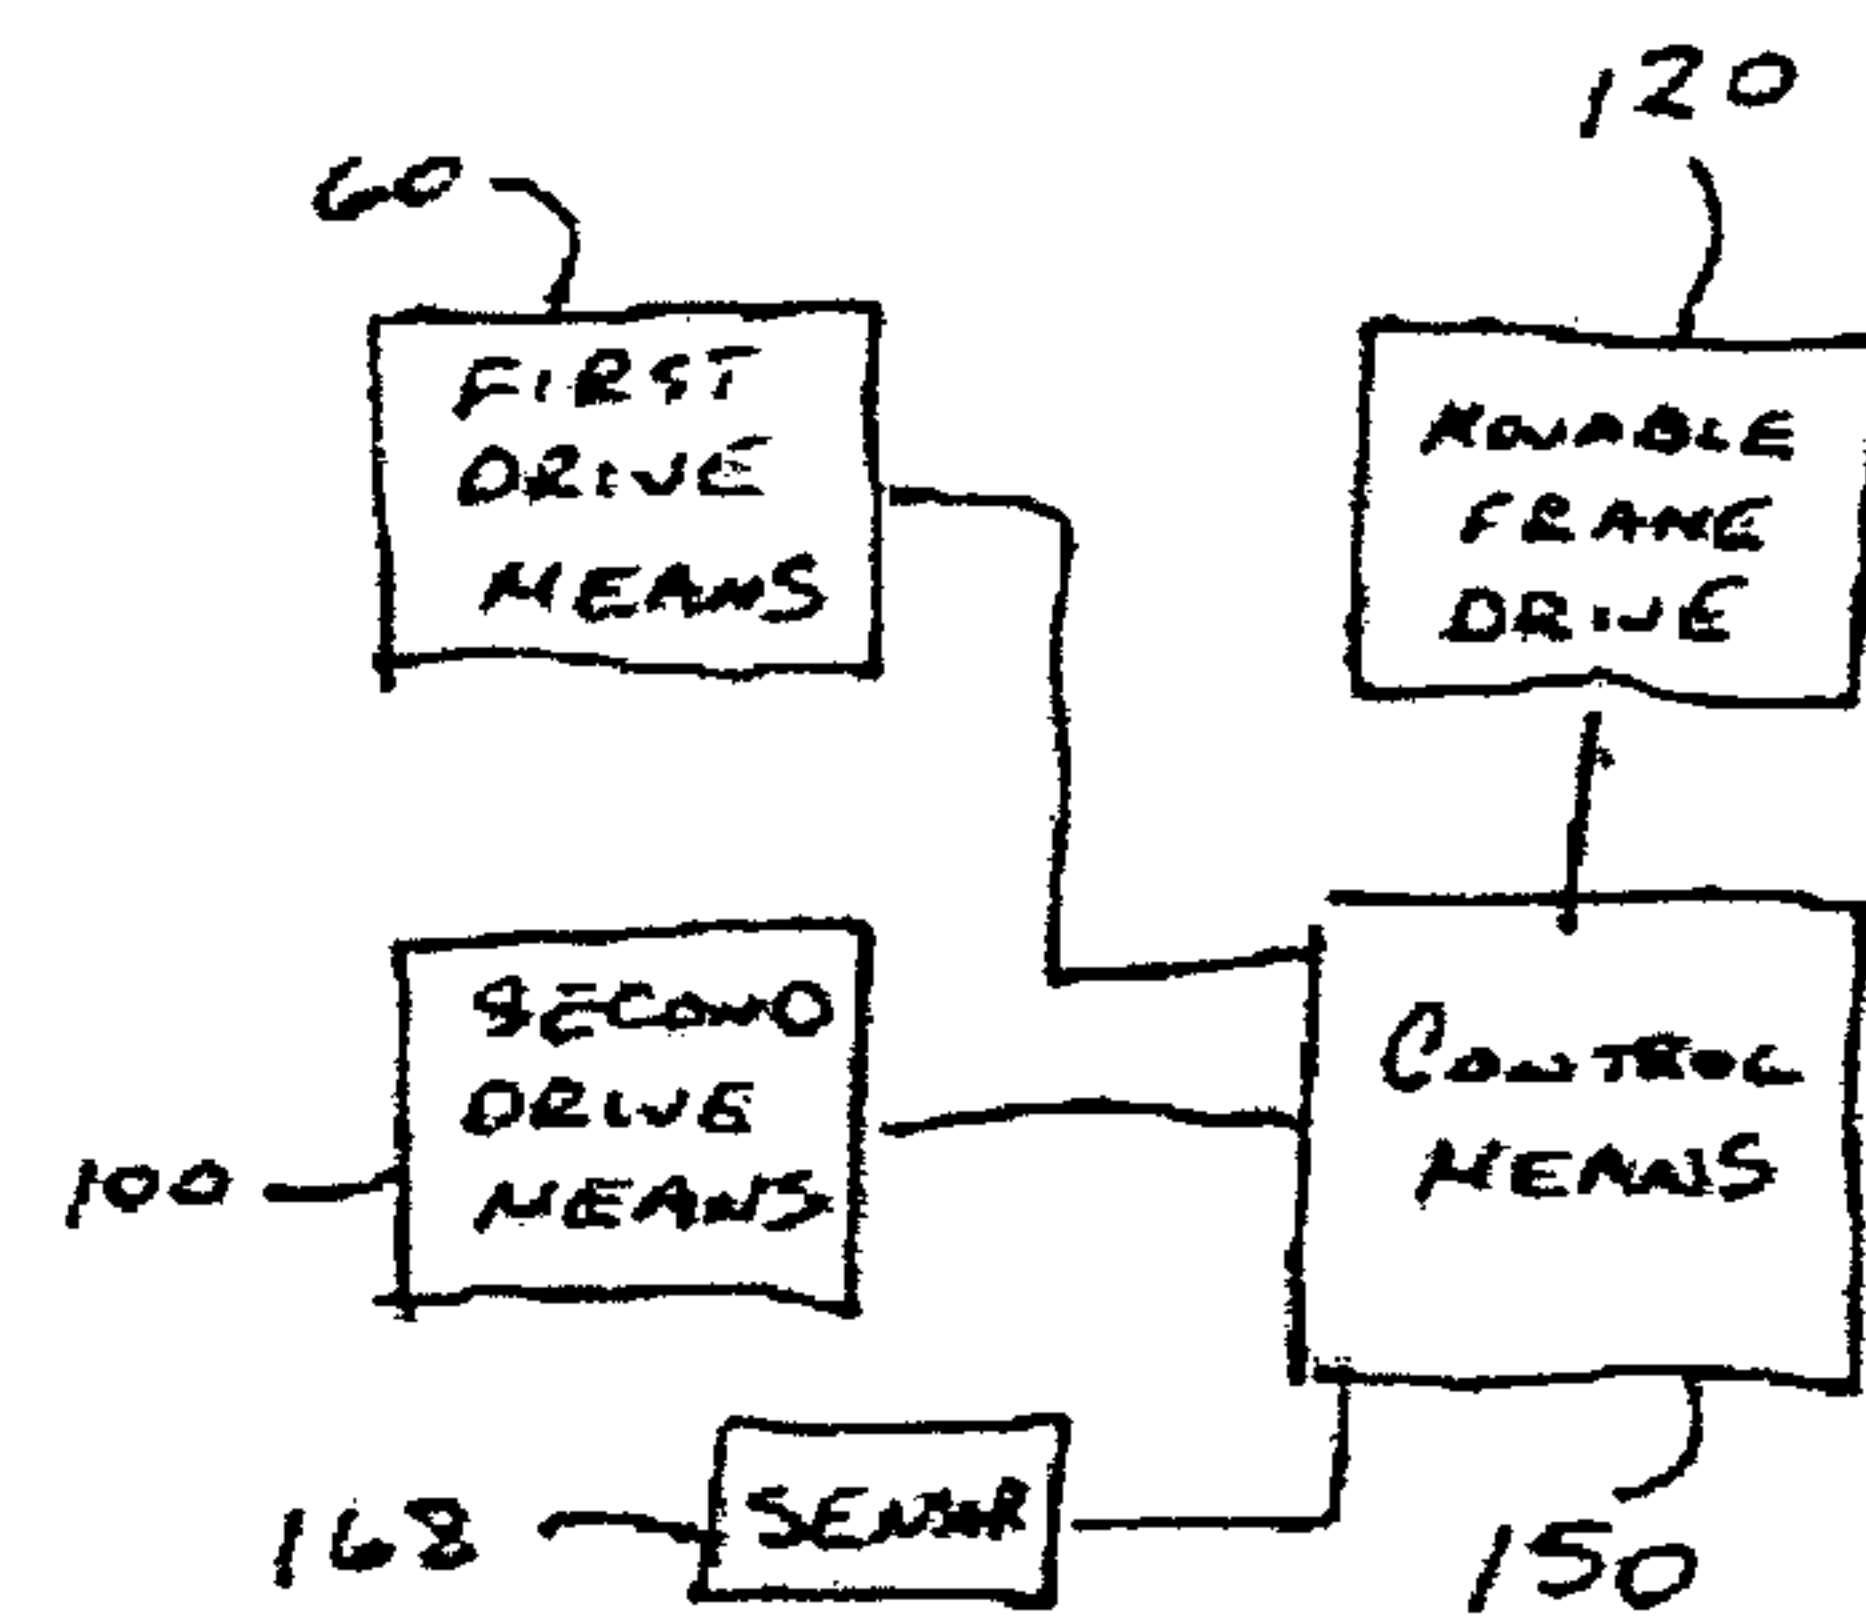 120
60
FIRST
DRIVE
MEANS
MOVABLE
FRAME
DRIVE
SECOND
DRIVE
MEANS
100
CONTROL
MEANS
SENSOR
168
150